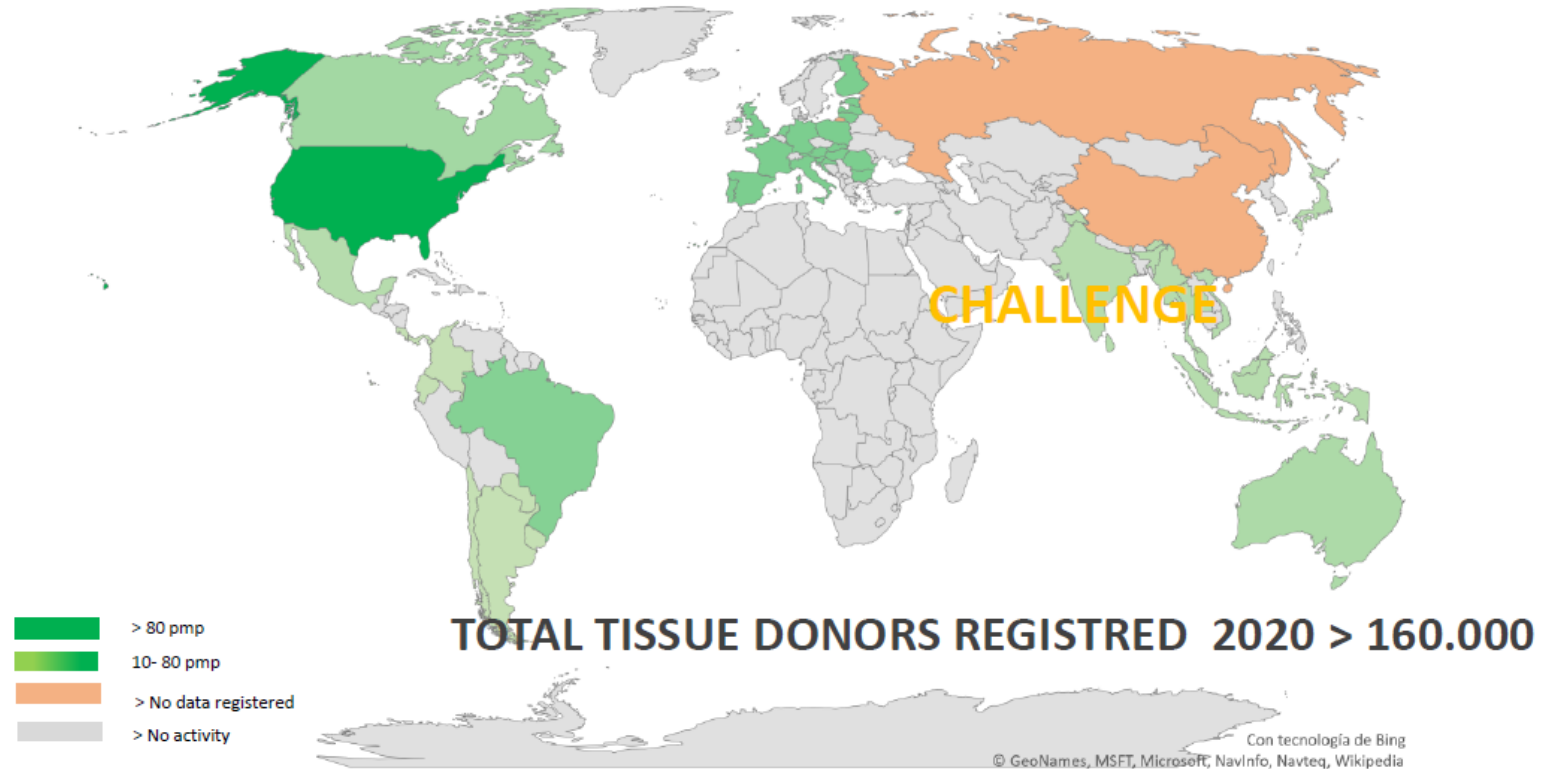 CHALLENGE
> 80 pmp
TOTAL TISSUE DONORS REGISTRED 2020 > 160.000
10- 80 pmp
> No data registered
> No activity
Con tecnología de Bing
© GeoNames, MSFT, Microsoft, NavInfo, Navteq, Wikipedia